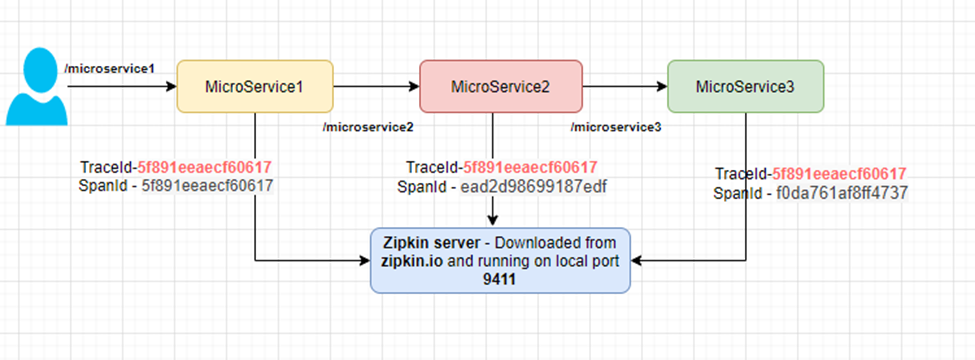 /microservice1
MicroService1
MicroService2
MicroService3
/microservice2
/microservice3
TraceId-5f891eeaecf60617
SpanId - 5f891eeaecf60617
TraceId-5f891eeaecf60617
SpanId - ead2d98699187edf
TraceId-5f891eeaecf60617
SpanId - f0da761af8ff4737
Zipkin server - Downloaded from
zipkin.io and running on local port
9411